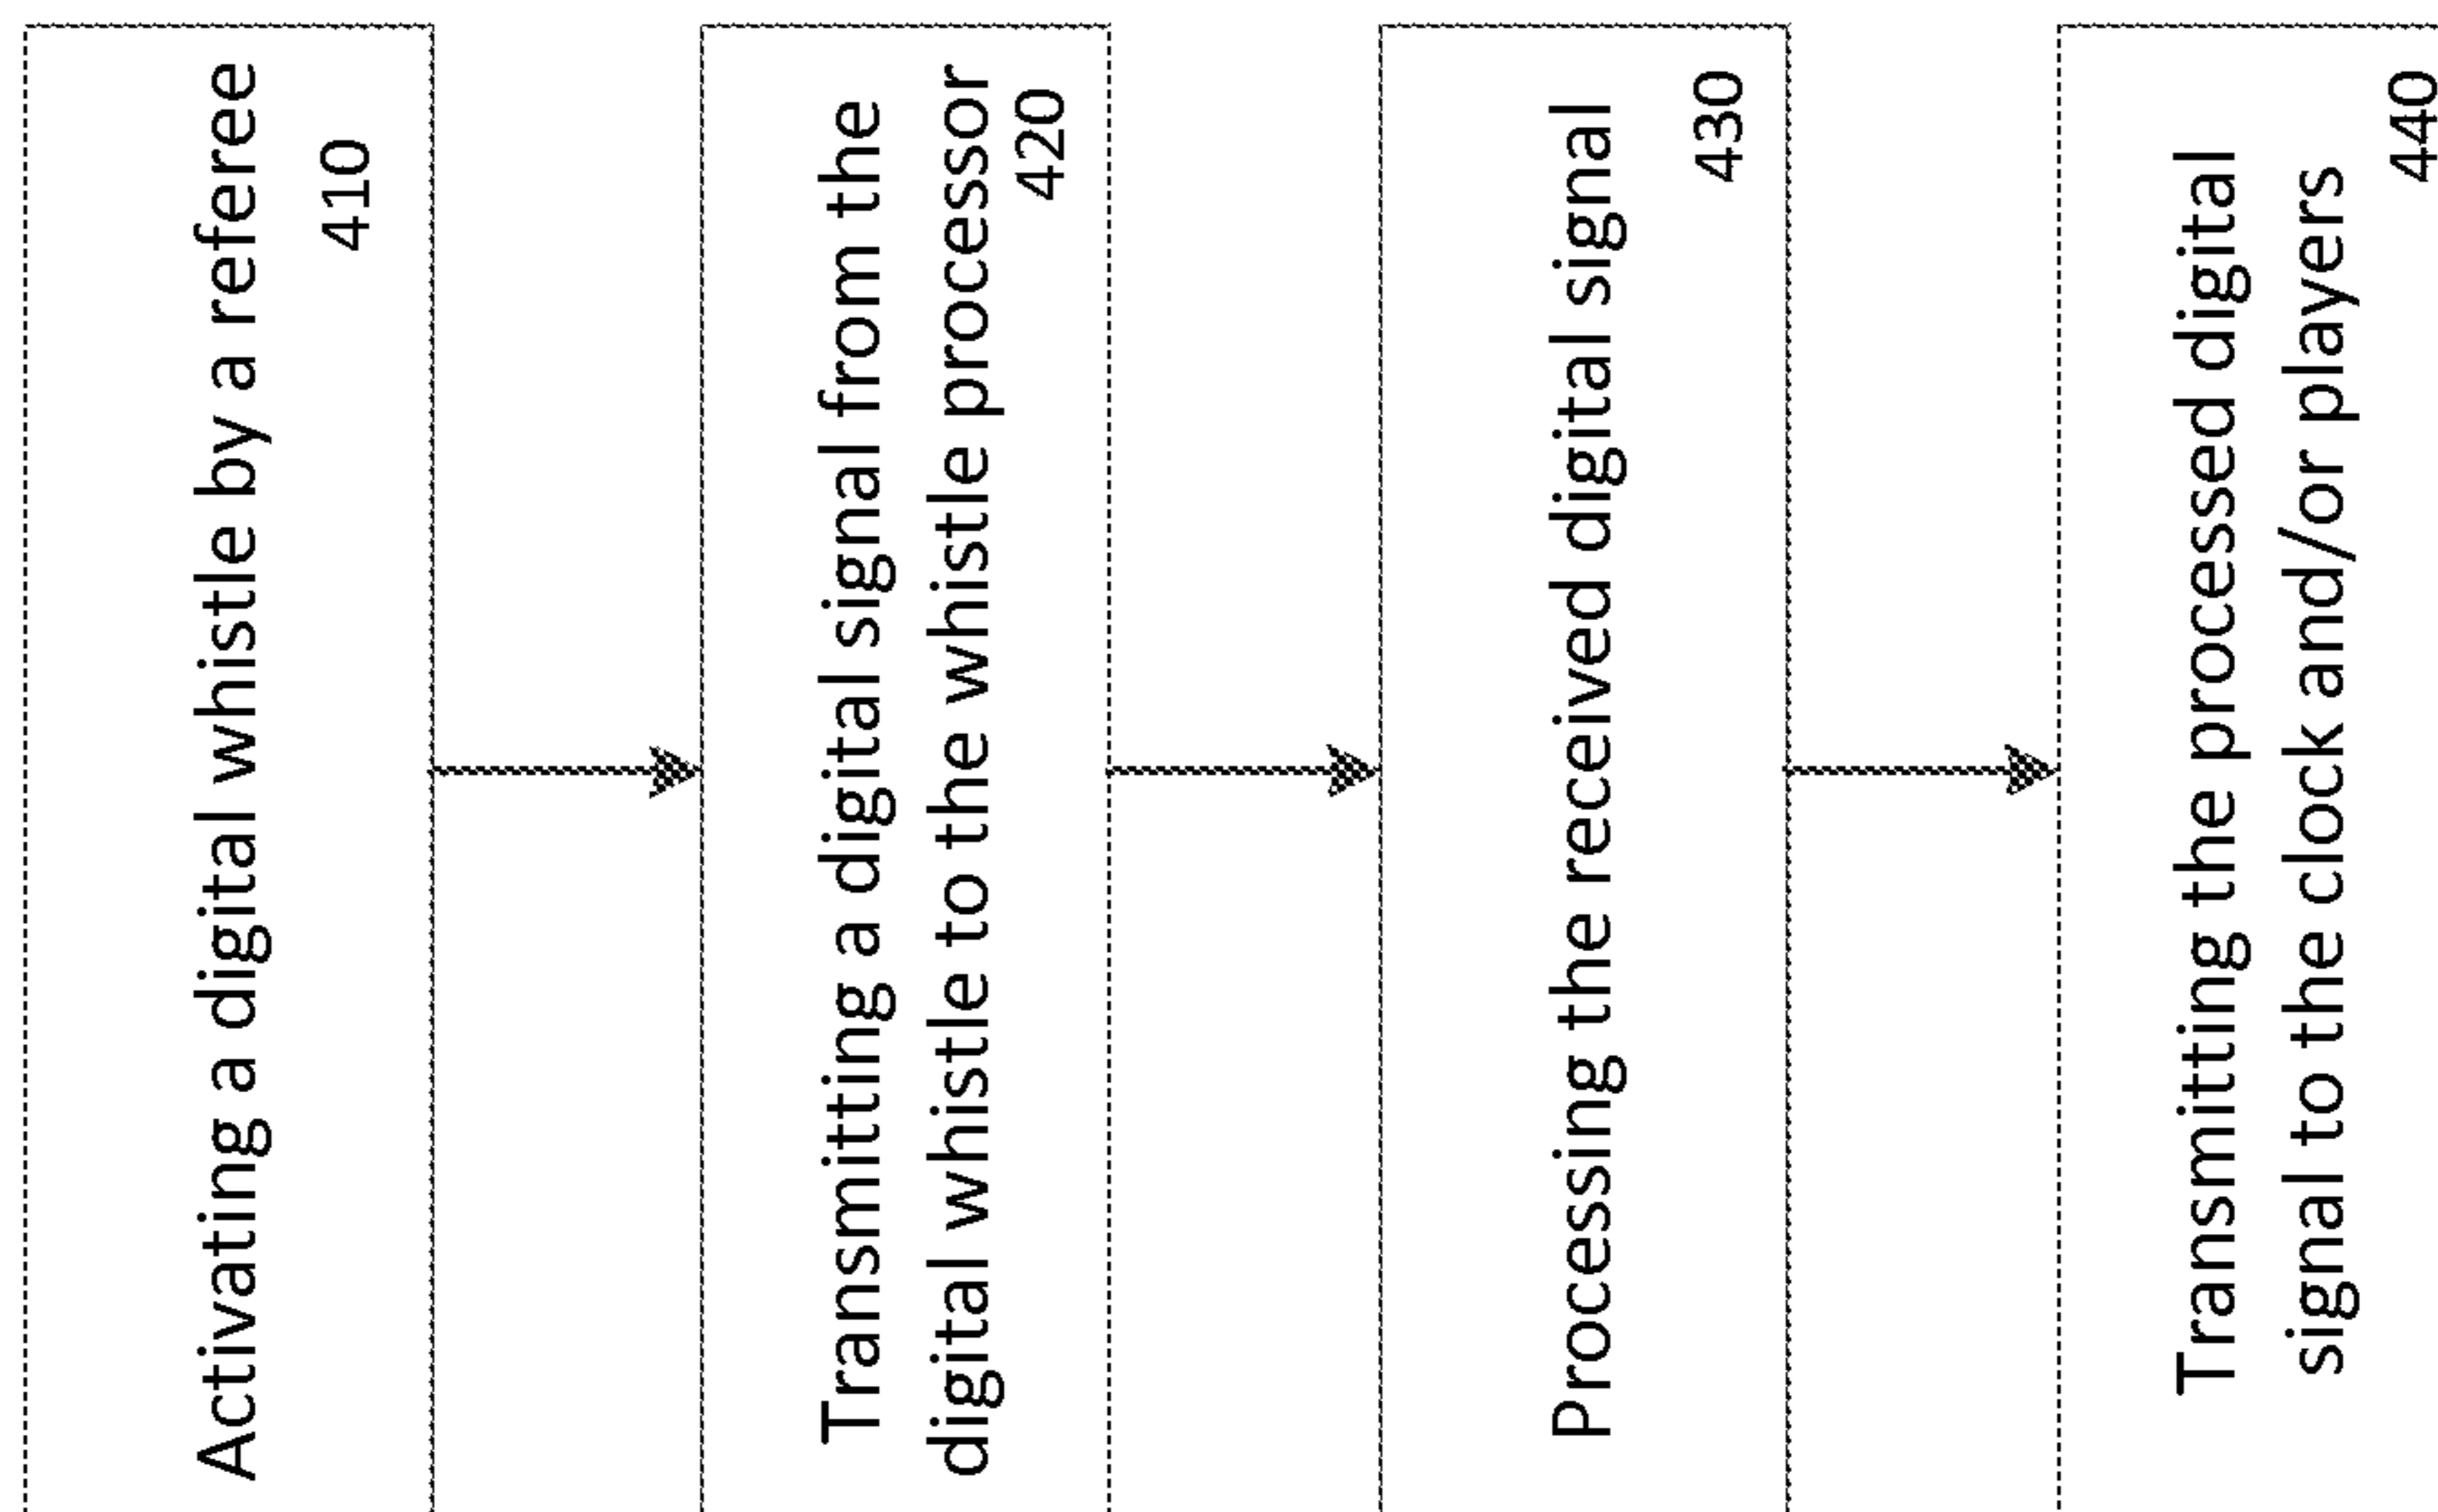 Activating a digital whistle by a referee
410
Transmitting a digital signal from the
digital whistle to the whistle processor
420
Processing the received digital signal
430
Transmitting the processed digital
signal to the clock and/or players
440